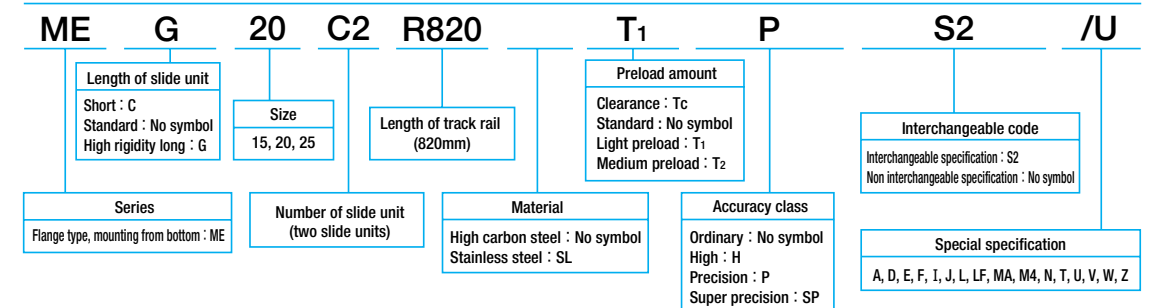 ME G 20 C2 R820 T1 P S2 /U
Length of slide unit
Short：C
Standard：No symbol
High rigidity long：G
Size
15, 20, 25
Length of track rail
(820mm)
Preload amount
Clearance：Tc
Standard : No symbol
Light preload：T1
Medium preload：T2
Interchangeable code
Interchangeable specification：S2
Non interchangeable specification：No symbol
Series
Flange type, mounting from bottom：ME
Number of slide unit
(two slide units)
Material
High carbon steel：No symbol
Stainless steel：SL
Accuracy class
Ordinary：No symbol
High：H
Precision：P
Super precision：SP
Special specification
A, D, E, F, I, J, L, LF, MA, M4, N, T, U, V, W, Z